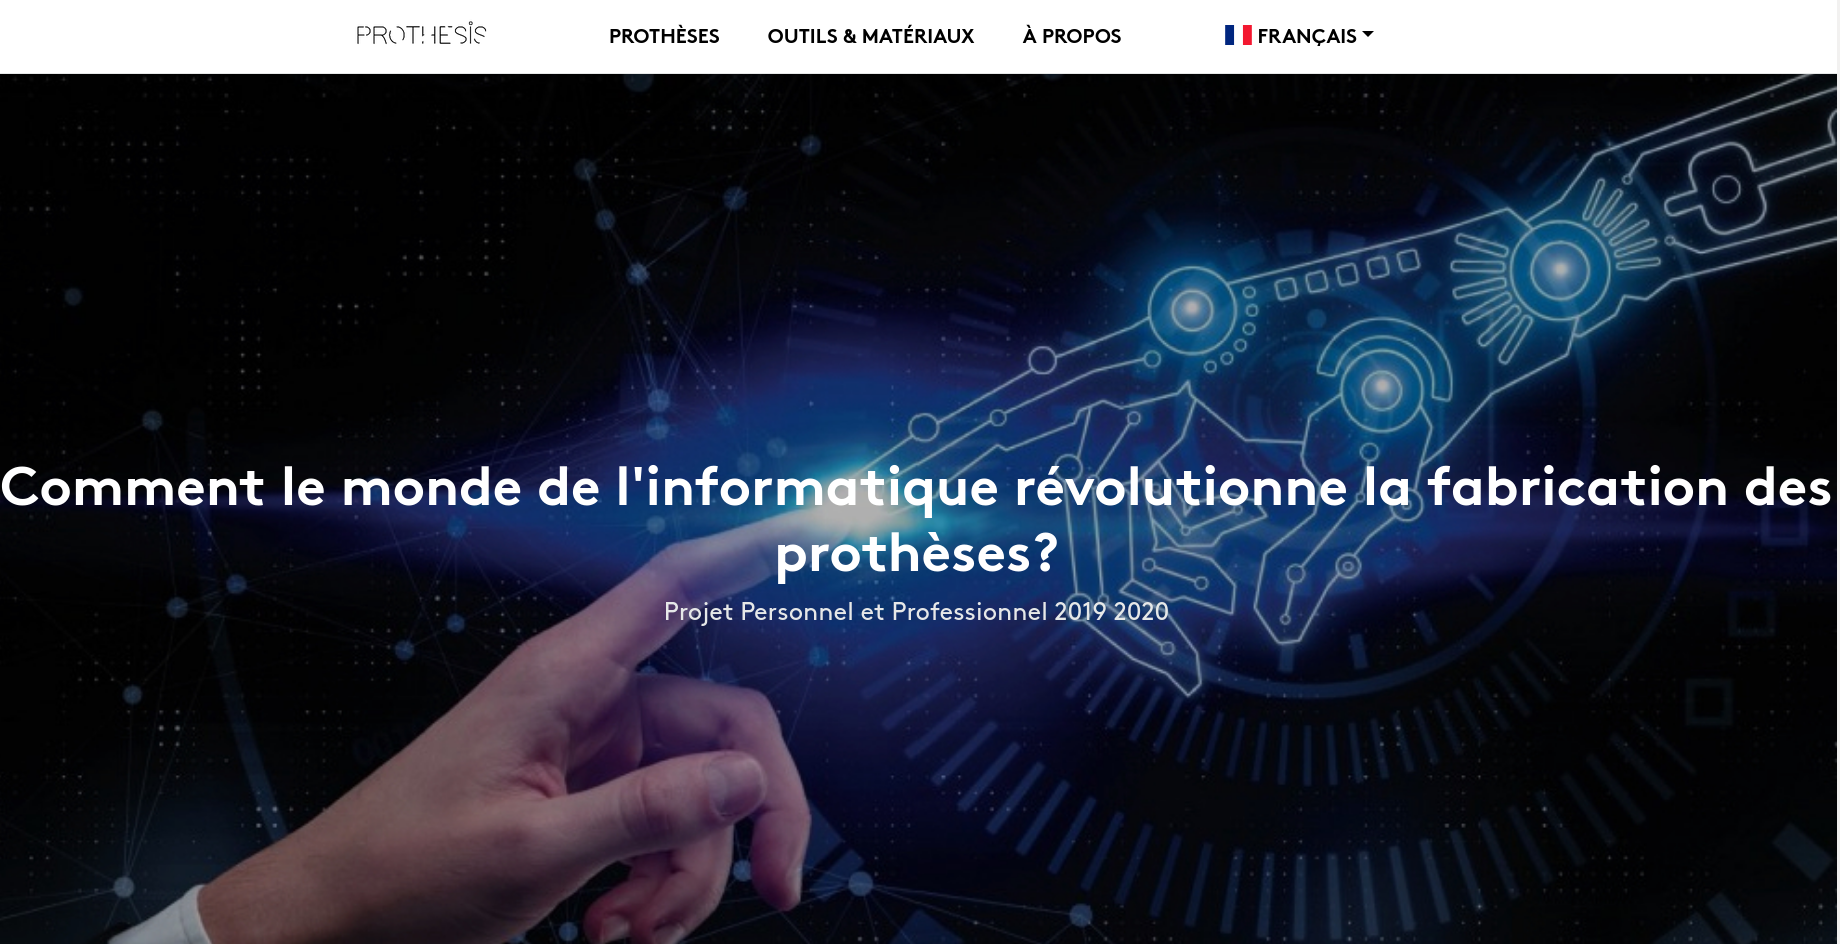 PROTHESIS
PROTHÈSES
OUTILS & MATÉRIAUX
À PROPOS
FRANÇAIS
Comment le monde de l'informatique révolutionne la fabrication des
prothèses?
Projet Personnel et Professionnel 2019 2020